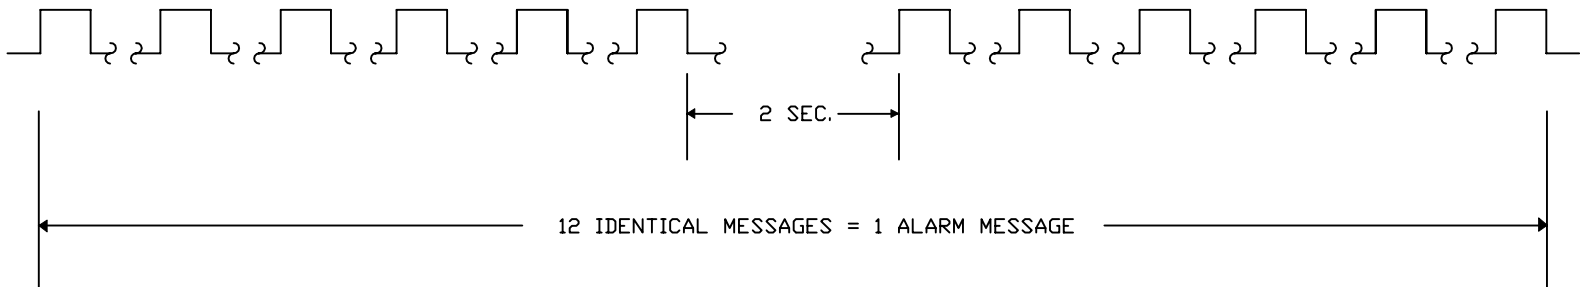 2 SEC.
12 IDENTICAL MESSAGES = 1 ALARM MESSAGE